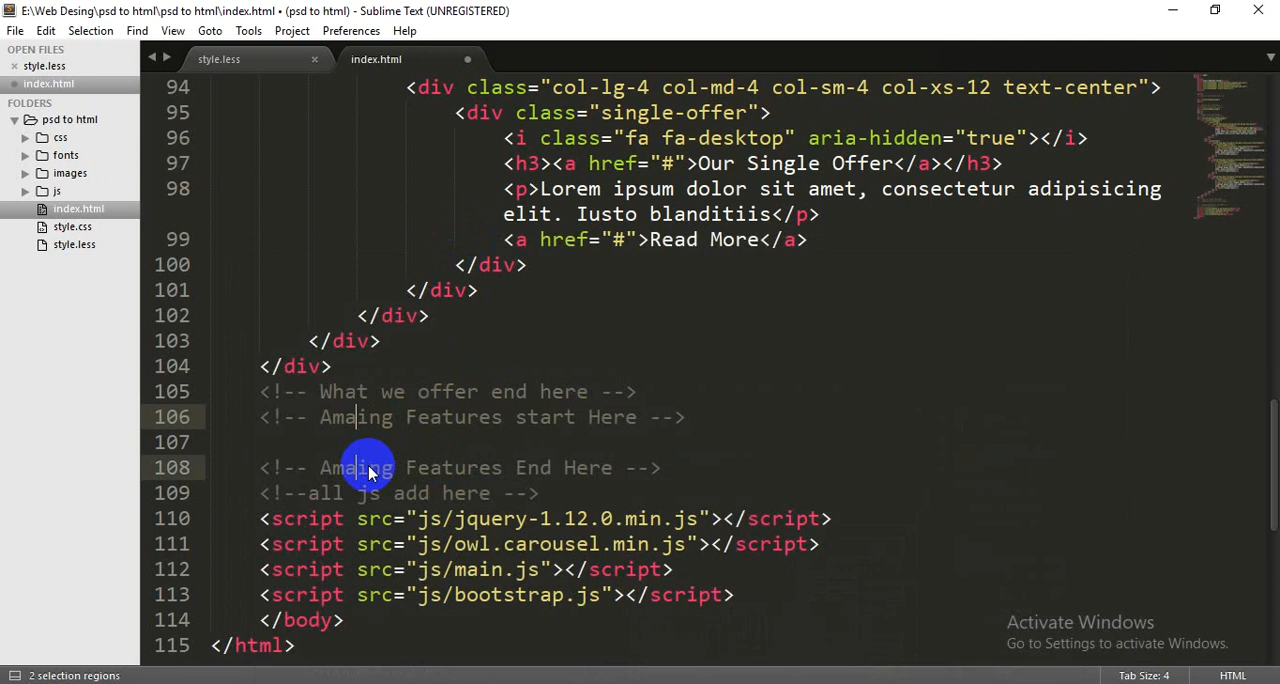 E:\Web Desing\psd to html\psd to html\index.html • (psd to html) - Sublime Text (UNREGISTERED)
File Edit Selection Find View Goto Tools Project Preferences Help
OPEN FILES
style.less
index.html
FOLDERS
psd to html
css
fonts
images
js
index.html
style.css
style.less
style.less
index.html
94 <div class="col-lg-4 col-md-4 col-sm-4 col-xs-12 text-center">
95 <div class="single-offer">
96 <i class="fa fa-desktop" aria-hidden="true"></i>
97 <h3><a href="#">Our Single Offer</a></h3>
98 <p>Lorem ipsum dolor sit amet, consectetur adipisicing
elit. Iusto blanditiis</p>
99 <a href="#">Read More</a>
100 </div>
101 </div>
102 </div>
103 </div>
104 </div>
105 <!-- What we offer end here -->
106 <!-- Amaing Features start Here -->
107
108 <!-- Amaing Features End Here -->
109 <!--all js add here -->
110 <script src="js/jquery-1.12.0.min.js"></script>
111 <script src="js/owl.carousel.min.js"></script>
112 <script src="js/main.js"></script>
113 <script src="js/bootstrap.js"></script>
114 </body>
115 </html>
Activate Windows
Go to Settings to activate Windows.
2 selection regions
Tab Size: 4
HTML